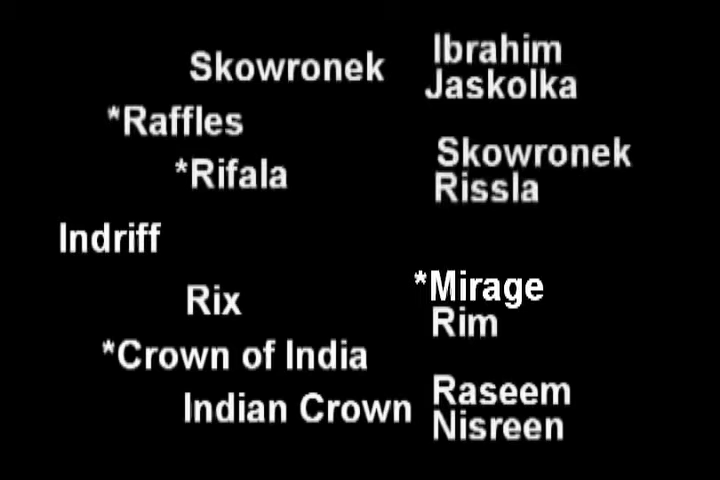 Ibrahim
Skowronek
Jaskolka
*Raffles
Skowronek
*Rifala
Rissla
Indriff
*Mirage
Rix
Rim
*Crown of India
Raseem
Indian Crown
Nisreen